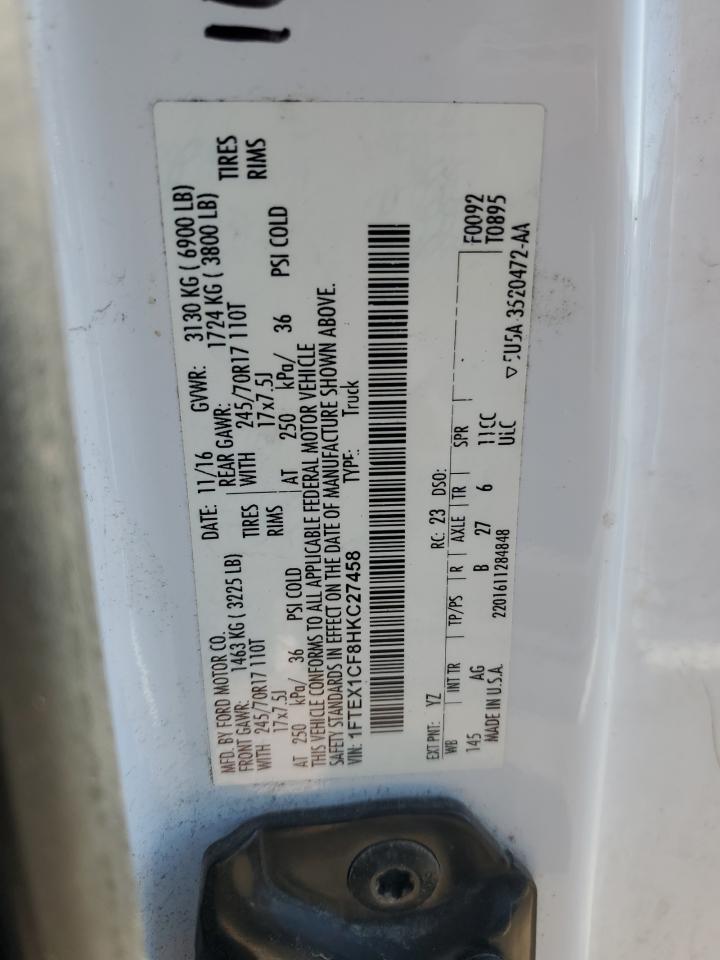 MFD. BY FORD MOTOR CO.
DATE: 11/16 GVWR: 3130 KG ( 6900 LB)
FRONT GAWR: 1463 KG ( 3225 LB) REAR GAWR: 1724 KG ( 3800 LB)
WITH 245/70R17 110T TIRES WITH 245/70R17 110T TIRES
17x7.5J RIMS 17x7.5J RIMS
AT 250 kPa/ 36 PSI COLD AT 250 kPa/ 36 PSI COLD
THIS VEHICLE CONFORMS TO ALL APPLICABLE FEDERAL MOTOR VEHICLE
SAFETY STANDARDS IN EFFECT ON THE DATE OF MANUFACTURE SHOWN ABOVE.
VIN: 1FTEX1CF8HKC27458 TYPE: Truck
F0092
T0895
EXT PNT: YZ RC: 23 DSO:
WB INT TR TP/PS R AXLE TR SPR
145 AG B 27 6 11CC
MADE IN U.S.A. 2201611284848 ULC
5U5A-3520472-AA